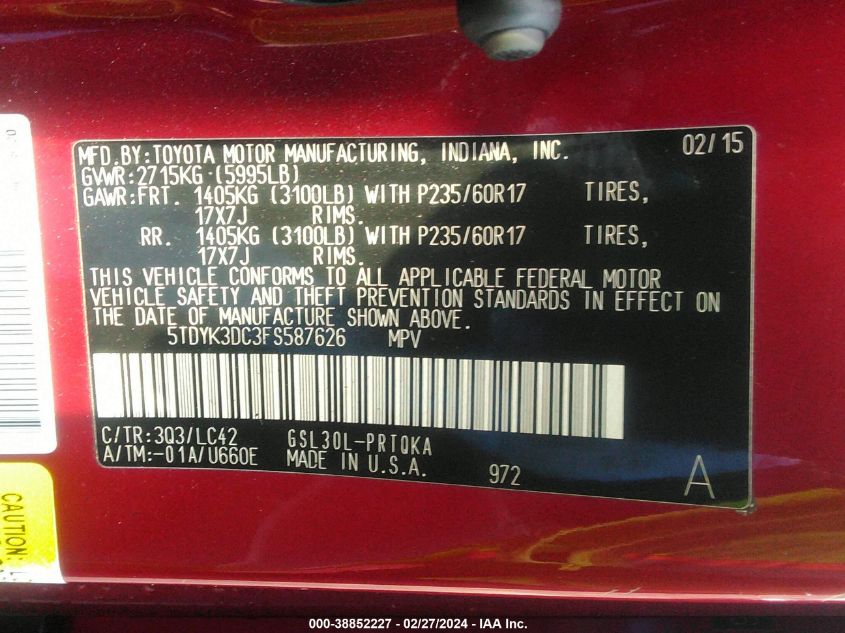 MFD.BY:TOYOTA MOTOR MANUFACTURING, INDIANA, INC. 02/15
GVWR:2715KG (5995LB)
GAWR:FRT. 1405KG (3100LB) WITH P235/60R17 TIRES,
17X7J RIMS.
RR. 1405KG (3100LB) WITH P235/60R17 TIRES,
17X7J RIMS.
THIS VEHICLE CONFORMS TO ALL APPLICABLE FEDERAL MOTOR
VEHICLE SAFETY AND THEFT PREVENTION STANDARDS IN EFFECT ON
THE DATE OF MANUFACTURE SHOWN ABOVE.
5TDYK3DC3FS587626 MPV
C/TR:3Q3/LC42 GSL30L-PRTQKA
A/TM:-01A/U660E MADE IN U.S.A. 972 A
CAUTION:
000-38852227 - 02/27/2024 - IAA Inc.